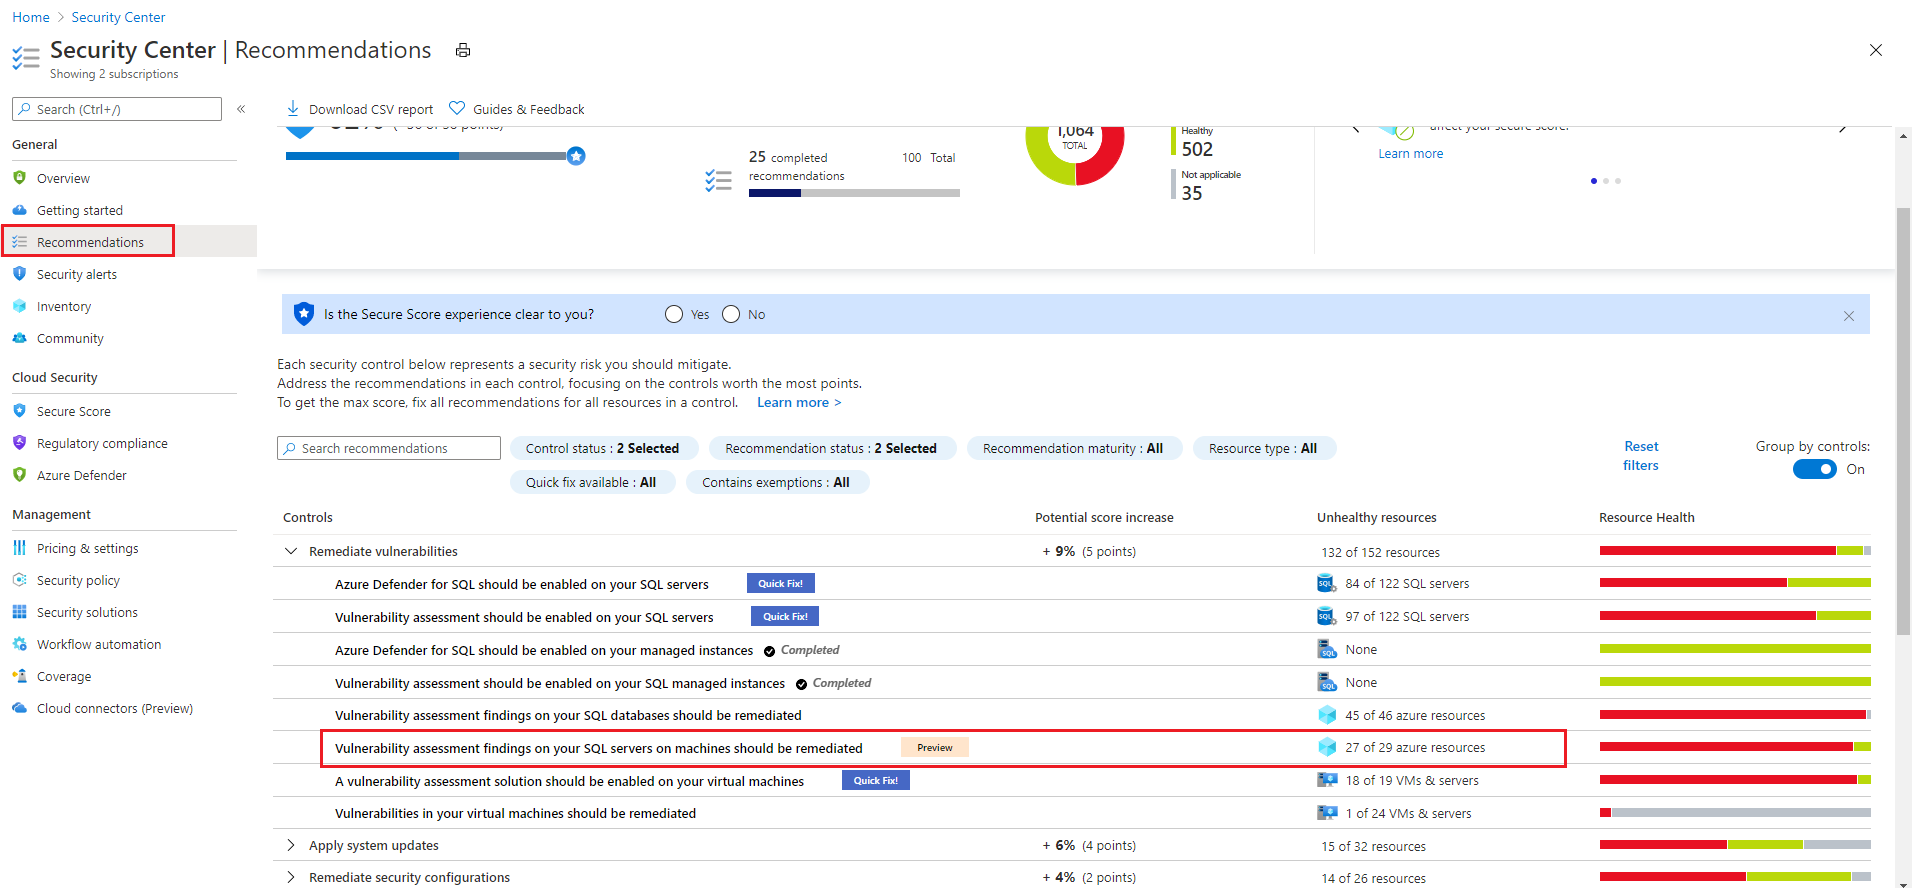 Home > Security Center
Security Center | Recommendations
Showing 2 subscriptions
Search (Ctrl+/)
«
General
Overview
Getting started
Recommendations
Security alerts
Inventory
Community
Cloud Security
Secure Score
Regulatory compliance
Azure Defender
Management
Pricing & settings
Security policy
Security solutions
Workflow automation
Coverage
Cloud connectors (Preview)
Download CSV report
Guides & Feedback
25 completed recommendations
100 Total
1,064
TOTAL
Healthy
502
Not applicable
35
affect your secure score.
Learn more
Is the Secure Score experience clear to you?
Yes
No
Each security control below represents a security risk you should mitigate.
Address the recommendations in each control, focusing on the controls worth the most points.
To get the max score, fix all recommendations for all resources in a control. Learn more >
Search recommendations
Control status : 2 Selected
Recommendation status : 2 Selected
Recommendation maturity : All
Resource type : All
Quick fix available : All
Contains exemptions : All
Reset filters
Group by controls:
On
Controls Potential score increase Unhealthy resources Resource Health
Remediate vulnerabilities + 9% (5 points) 132 of 152 resources
Azure Defender for SQL should be enabled on your SQL servers Quick Fix! SQL 84 of 122 SQL servers
Vulnerability assessment should be enabled on your SQL servers Quick Fix! SQL 97 of 122 SQL servers
Azure Defender for SQL should be enabled on your managed instances Completed SQL None
Vulnerability assessment should be enabled on your SQL managed instances Completed SQL None
Vulnerability assessment findings on your SQL databases should be remediated 45 of 46 azure resources
Vulnerability assessment findings on your SQL servers on machines should be remediated Preview 27 of 29 azure resources
A vulnerability assessment solution should be enabled on your virtual machines Quick Fix! 18 of 19 VMs & servers
Vulnerabilities in your virtual machines should be remediated 1 of 24 VMs & servers
Apply system updates + 6% (4 points) 15 of 32 resources
Remediate security configurations + 4% (2 points) 14 of 26 resources